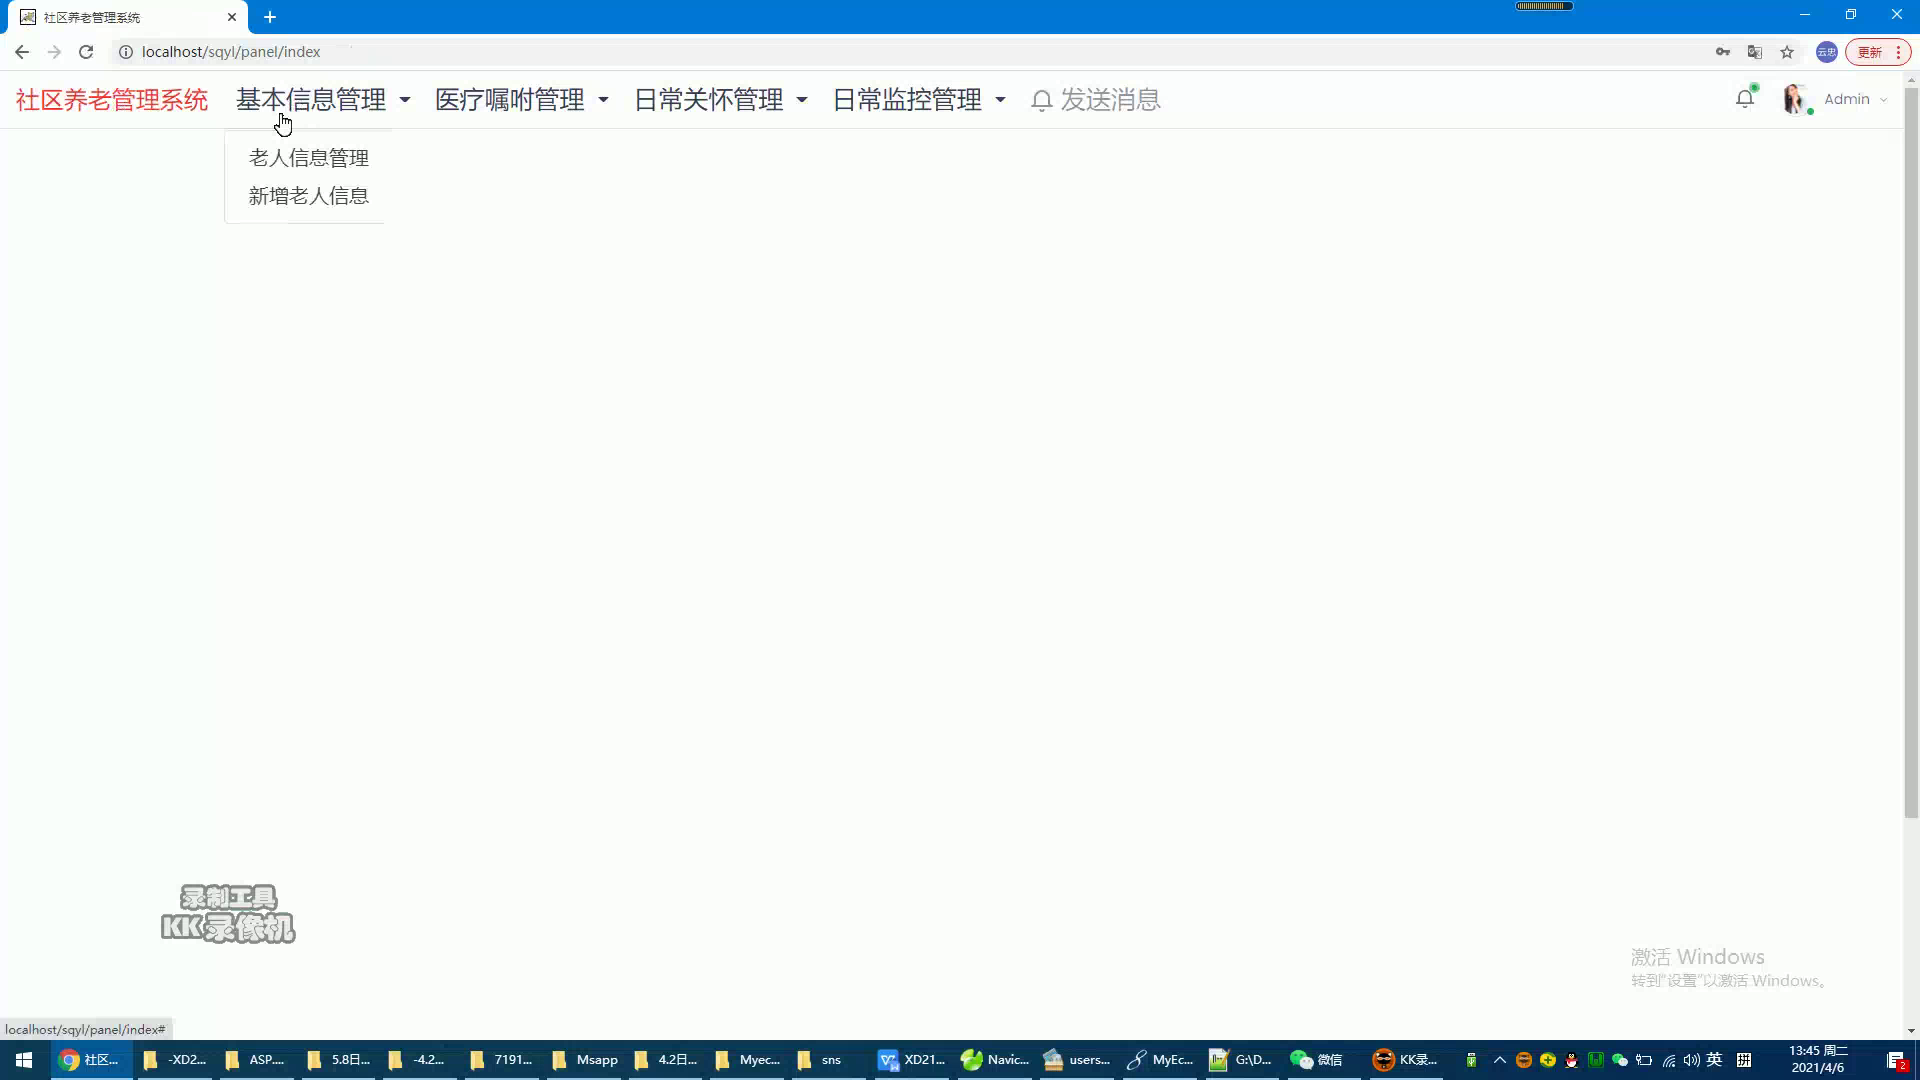 社区养老管理系统
localhost/sqyl/panel/index
云忠
更新
社区养老管理系统 基本信息管理 医疗嘱咐管理 日常关怀管理 日常监控管理 发送消息
Admin
老人信息管理
新增老人信息
录制工具
KK录像机
激活 Windows
转到"设置"以激活 Windows。
localhost/sqyl/panel/index#
社区... -XD2... ASP.... 5.8日... -4.2... 7191... Msapp 4.2日... Myec... sns XD21... Navic... users... MyEc... G:\D... 微信 KK录... 英 拼
13:45 周二
2021/4/6
2